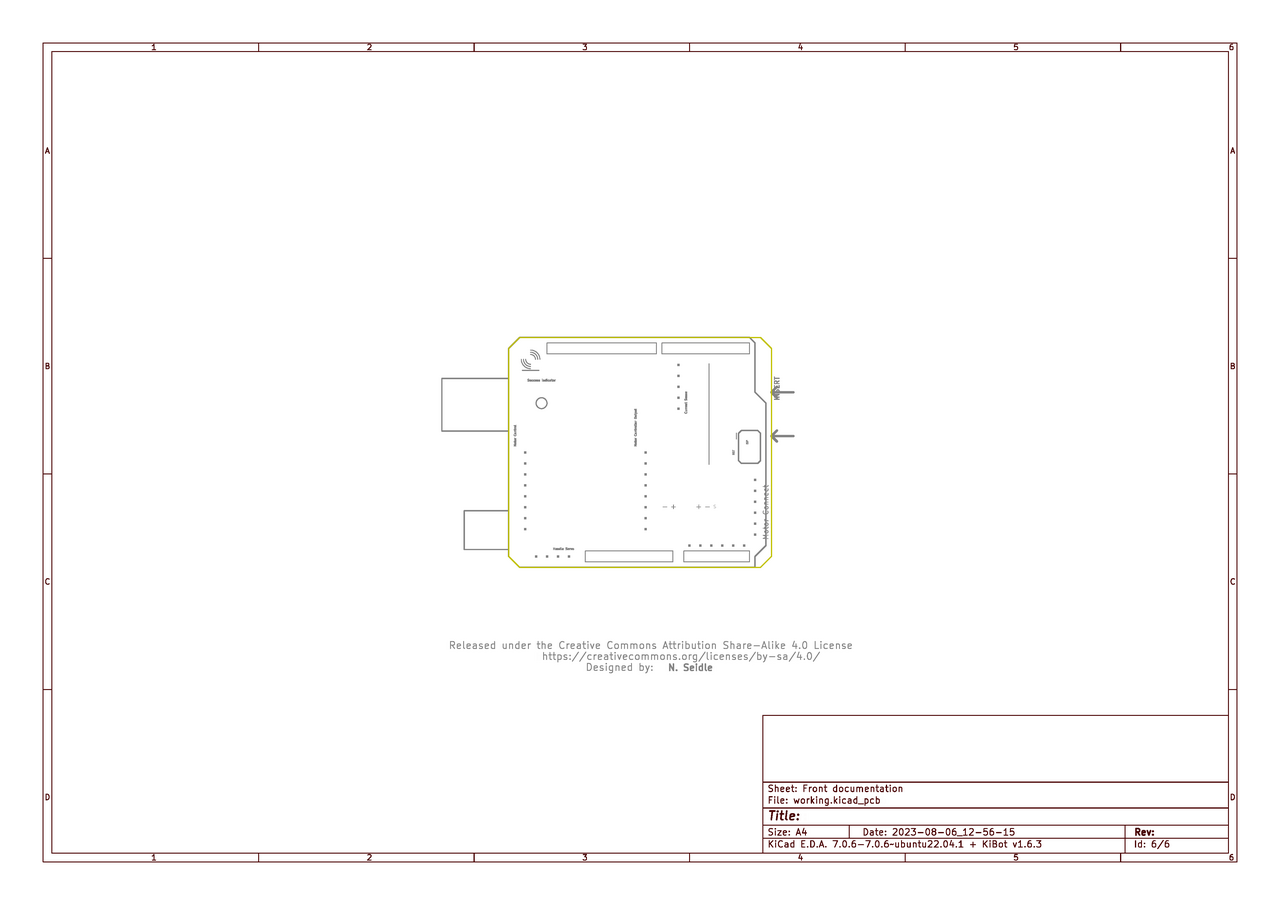 1 2 3 4 5 6
A A
B B
C C
D D
Success Indicator
Current Sensor
Motor Controller Output
Motor Control
Motor Connect
Released under the Creative Commons Attribution Share-Alike 4.0 License
https://creativecommons.org/licenses/by-sa/4.0/
Designed by: N. Seidle
Sheet: Front documentation
File: working.kicad_pcb
Title:
Size: A4 Date: 2023-08-06_12-56-15 Rev:
KiCad E.D.A. 7.0.6-7.0.6~ubuntu22.04.1 + KiBot v1.6.3 Id: 6/6
1 2 3 4 5 6